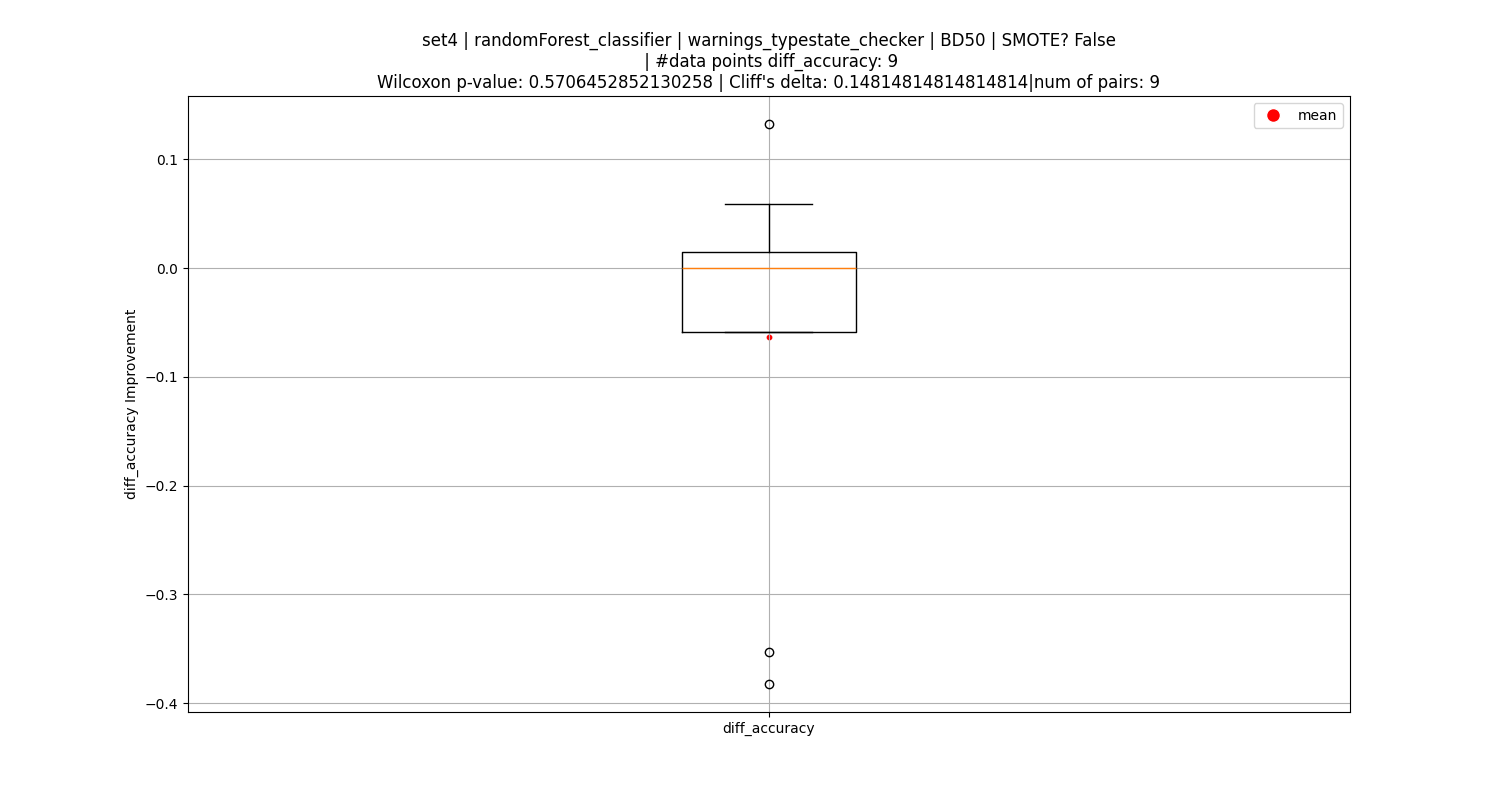 set4 | randomForest_classifier | warnings_typestate_checker | BD50 | SMOTE? False
| #data points diff_accuracy: 9
Wilcoxon p-value: 0.5706452852130258 | Cliff's delta: 0.14814814814814814|num of pairs: 9
mean
0.1
0.0
−0.1
−0.2
−0.3
−0.4
diff_accuracy Improvement
diff_accuracy